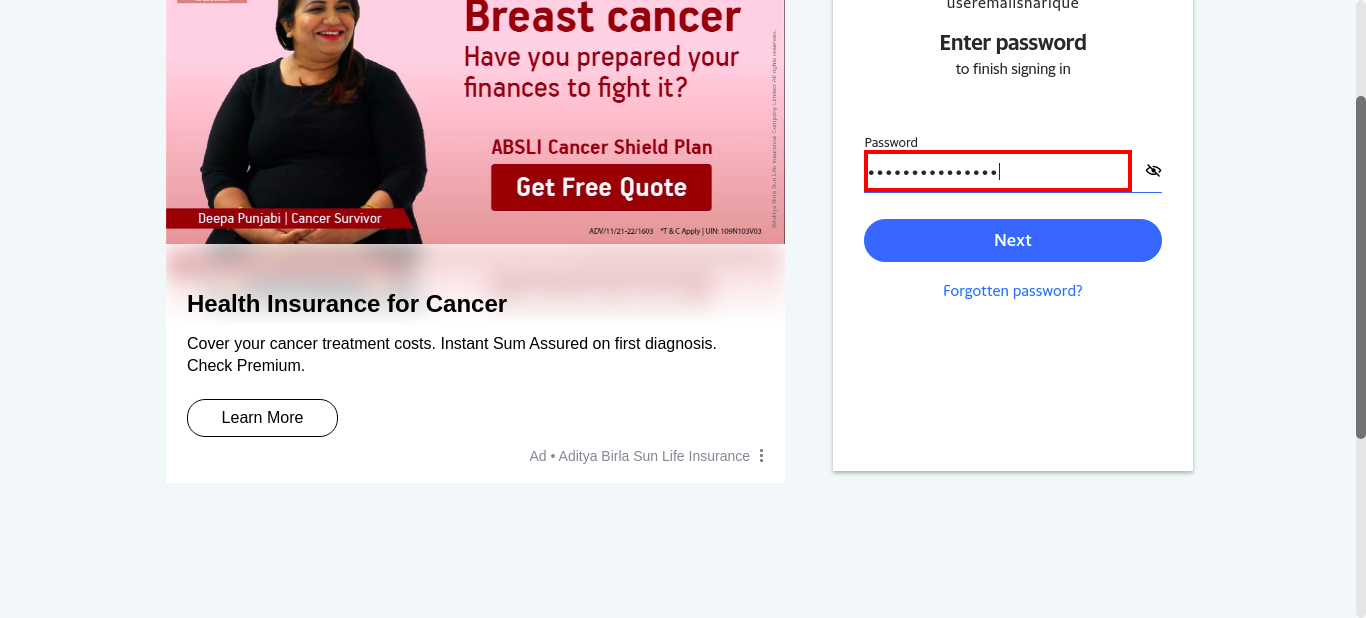 Breast cancer
Have you prepared your
finances to fight it?
ABSLI Cancer Shield Plan
Get Free Quote
Deepa Punjabi | Cancer Survivor
ADV/11/21-22/1603 *T & C Apply | UIN: 109N103V03
©Aditya Birla Sun Life Insurance Company Limited All rights reserved.
Health Insurance for Cancer
Cover your cancer treatment costs. Instant Sum Assured on first diagnosis.
Check Premium.
Learn More
Ad • Aditya Birla Sun Life Insurance
useremailsharique
Enter password
to finish signing in
Password
Next
Forgotten password?